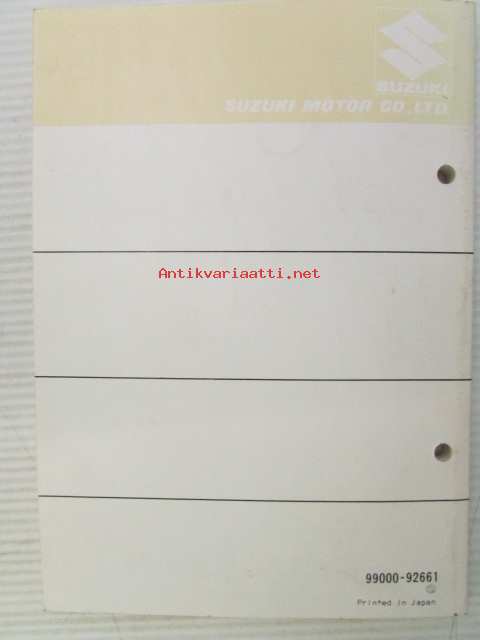 SUZUKI
SUZUKI MOTOR CO.,LTD.
Antikvariaatti.net
99000-92661
Printed in Japan